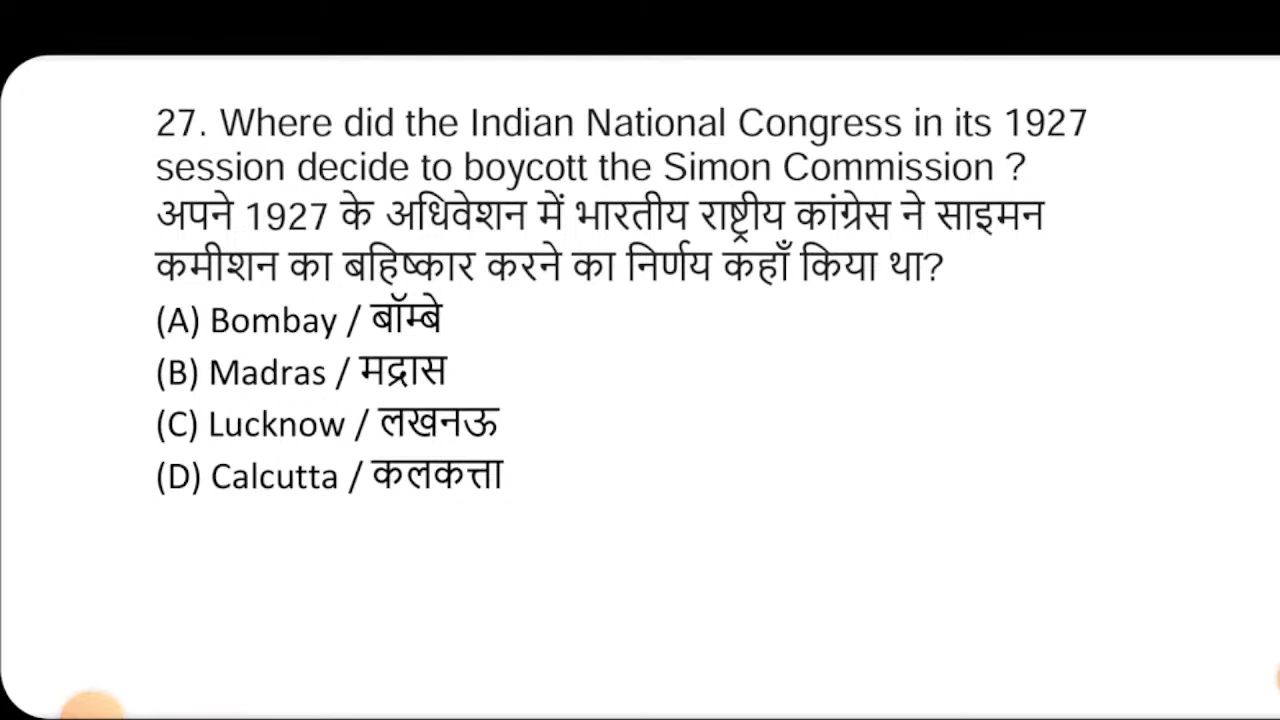 27. Where did the Indian National Congress in its 1927
session decide to boycott the Simon Commission ?
अपने 1927 के अधिवेशन में भारतीय राष्ट्रीय कांग्रेस ने साइमन
कमीशन का बहिष्कार करने का निर्णय कहाँ किया था?
(A) Bombay / बॉम्बे
(B) Madras / मद्रास
(C) Lucknow / लखनऊ
(D) Calcutta / कलकत्ता